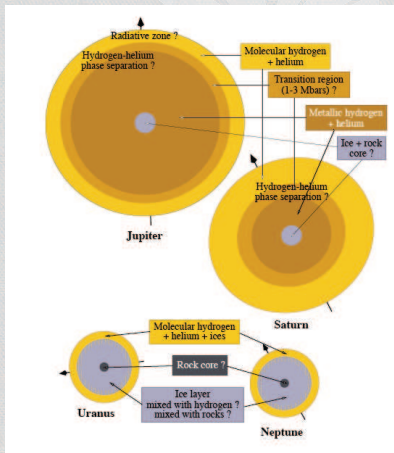 Radiative zone ?
Hydrogen-helium
phase separation ?
Molecular hydrogen
+ helium
Transition region
(1-3 Mbars) ?
Metallic hydrogen
+ helium
Ice + rock
core ?
Jupiter
Hydrogen-helium
phase separation ?
Saturn
Molecular hydrogen
+ helium + ices
Rock core ?
Ice layer
mixed with hydrogen ?
mixed with rocks ?
Uranus
Neptune